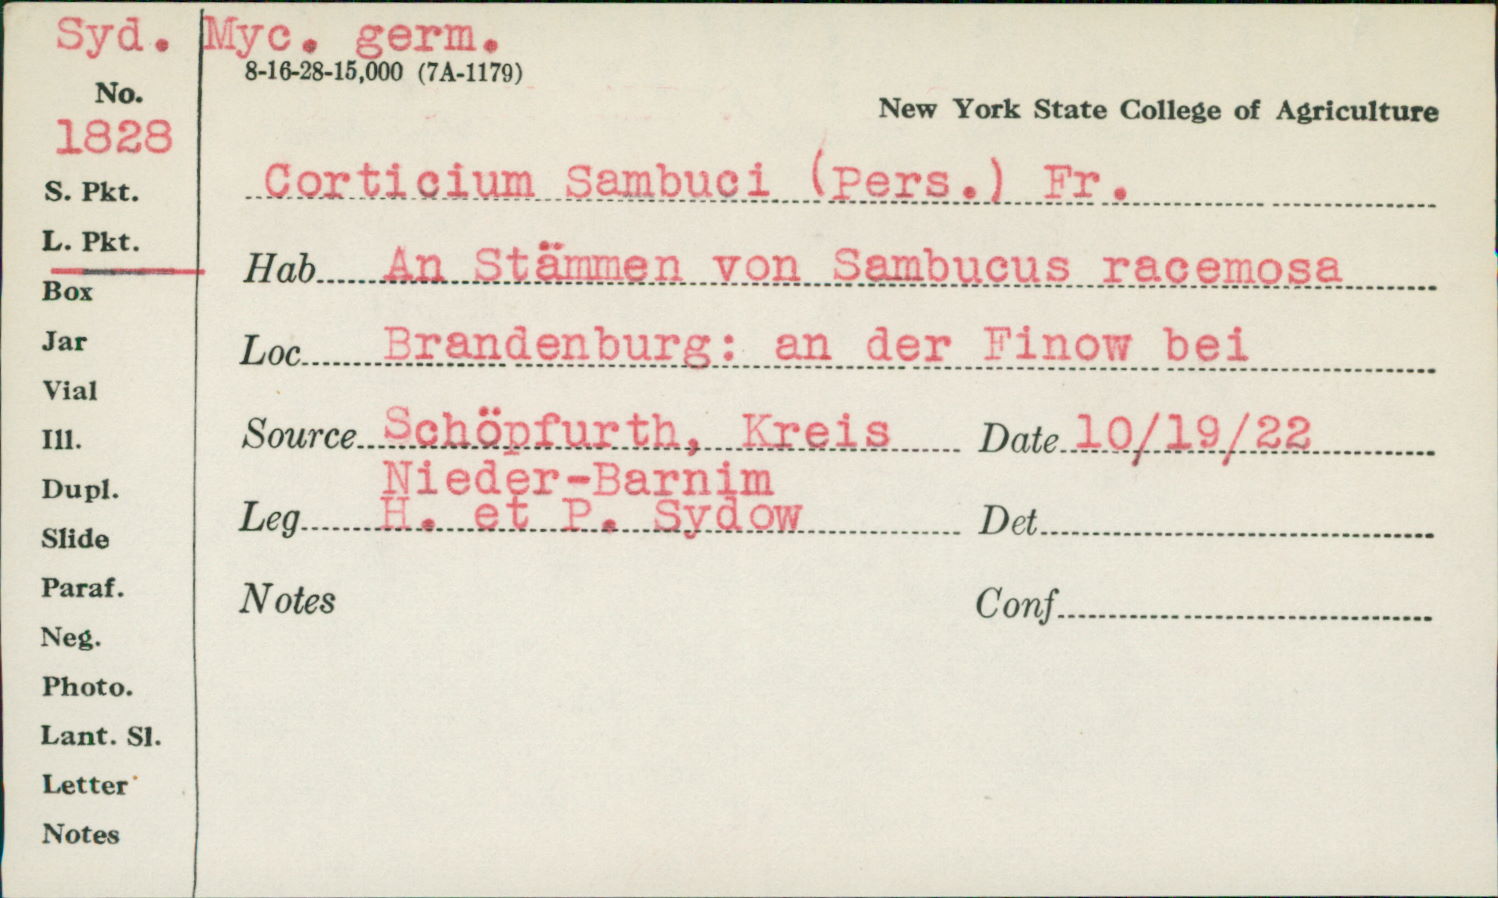 Syd. Myc. germ.
8-16-28-15,000 (7A-1179)
No.
1828
New York State College of Agriculture
S. Pkt.
Corticium Sambuci (Pers.) Fr.
L. Pkt.
Hab. An Stämmen von Sambucus racemosa
Box
Jar
Loc. Brandenburg: an der Finow bei
Vial
Ill.
Source Schöpfurth, Kreis Date 10/19/22
Nieder-Barnim
Dupl.
Leg. H. et P. Sydow Det.
Slide
Paraf.
Notes Conf.
Neg.
Photo.
Lant. Sl.
Letter
Notes